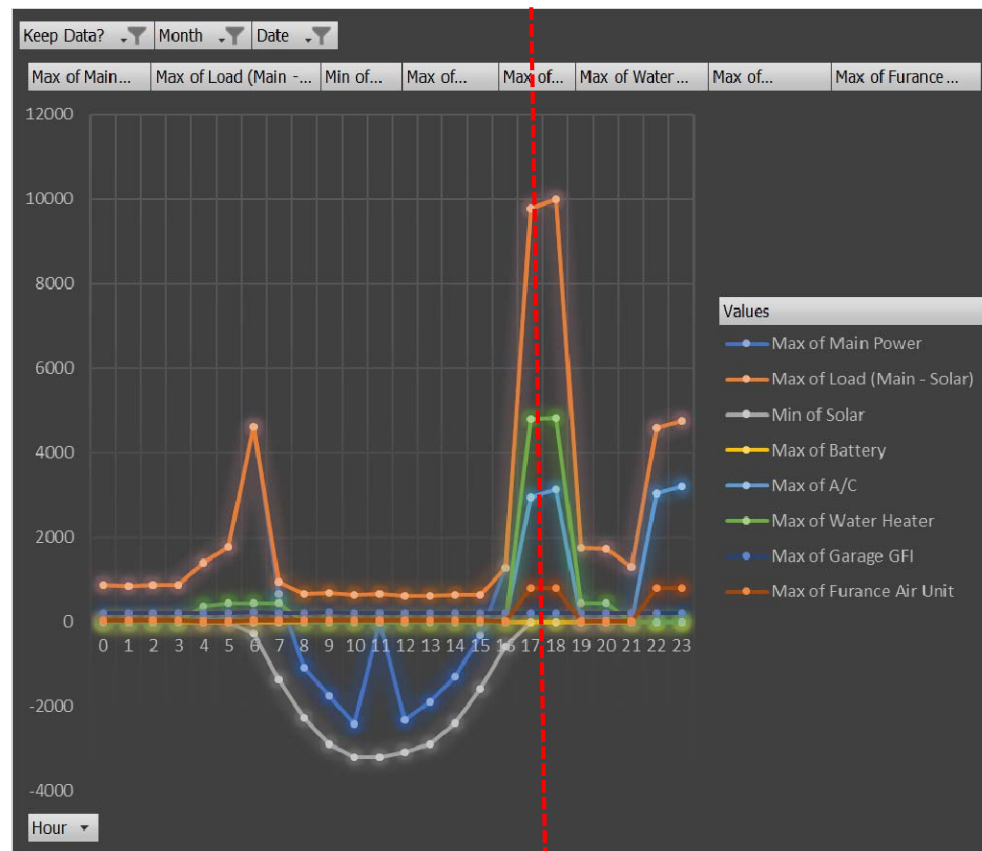 Keep Data? Month Date
Max of Main... Max of Load (Main -... Min of... Max of... Max of... Max of Water ... Max of... Max of Furance ...
12000
10000
8000
6000
4000
2000
0
0 1 2 3 4 5 6 7 8 9 10 11 12 13 14 15 16 17 18 19 20 21 22 23
-2000
-4000
Values
Max of Main Power
Max of Load (Main - Solar)
Min of Solar
Max of Battery
Max of A/C
Max of Water Heater
Max of Garage GFI
Max of Furance Air Unit
Hour